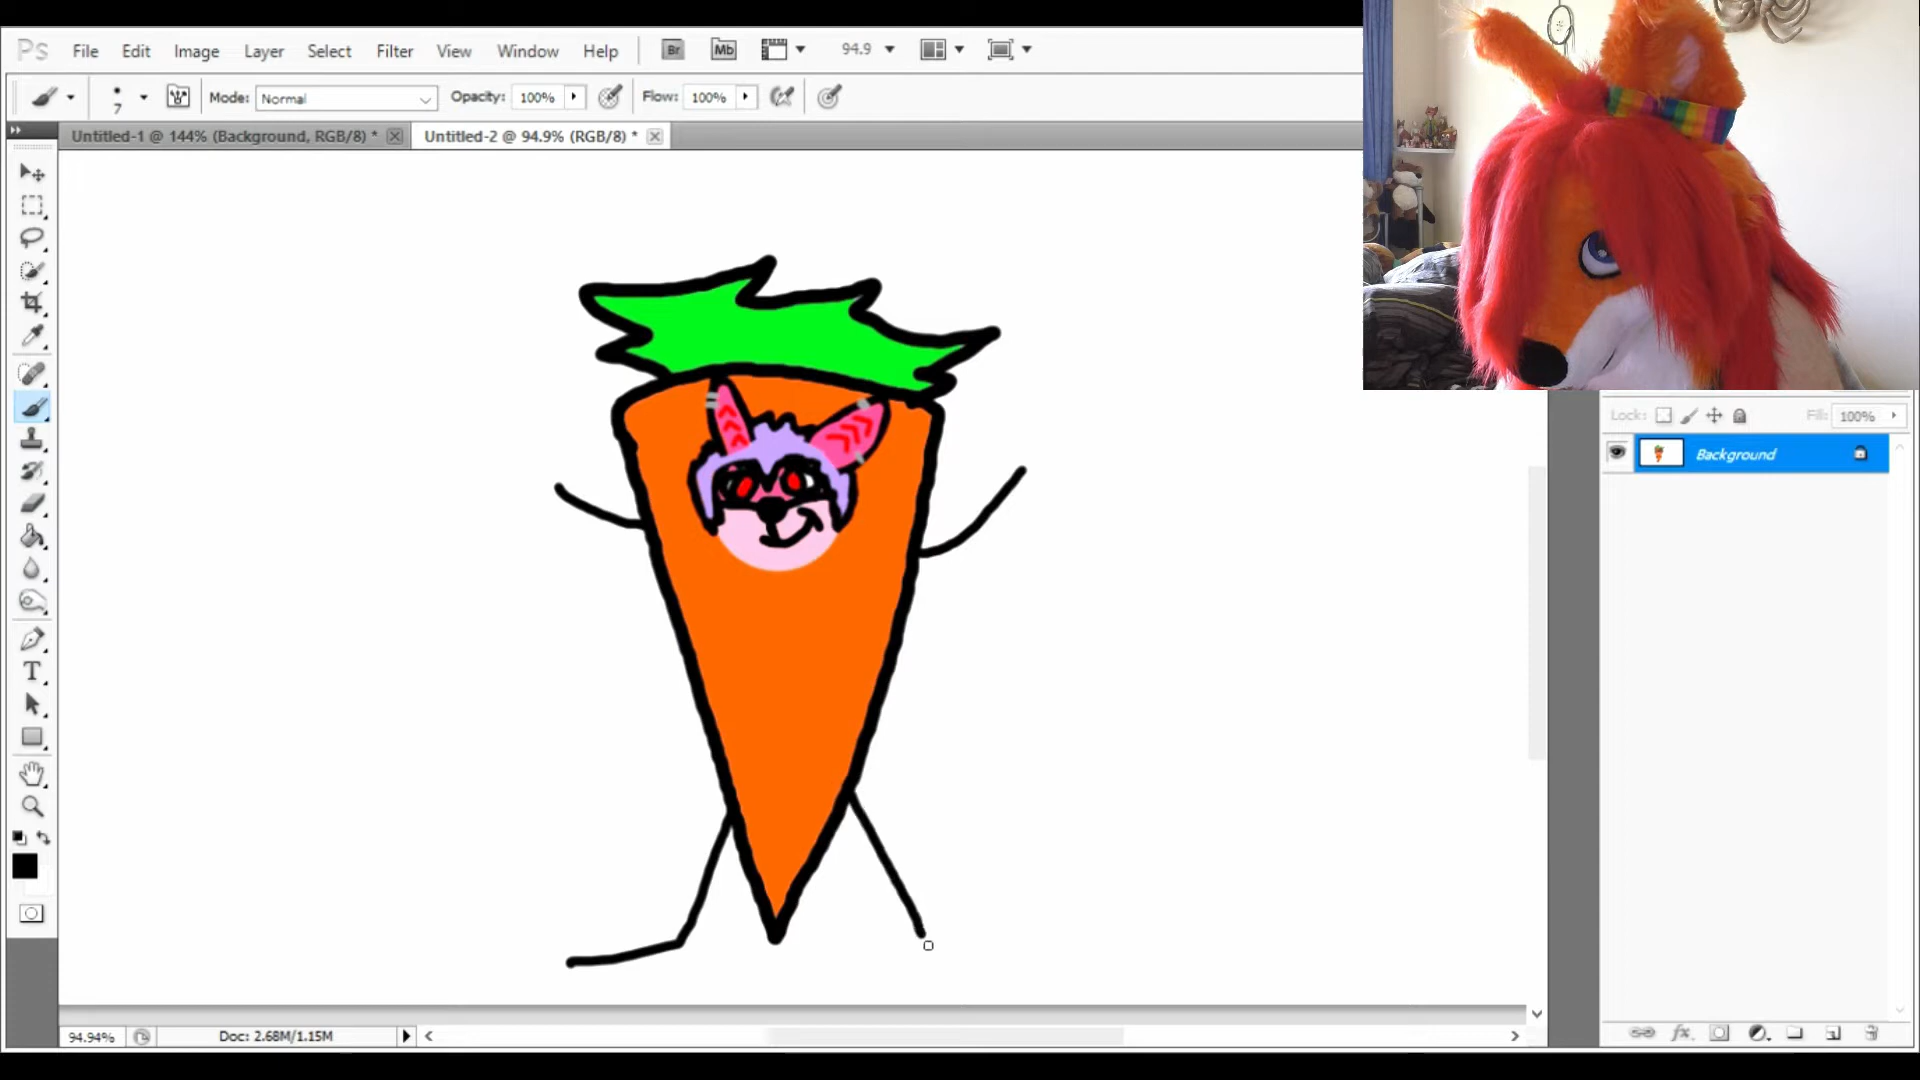 Ps File Edit Image Layer Select Filter View Window Help Br Mb 94.9
7 Mode: Normal Opacity: 100% Flow: 100%
Untitled-1 @ 144% (Background, RGB/8) * Untitled-2 @ 94.9% (RGB/8) *
Lock: Fill: 100%
Background
T
94.94% Doc: 2.68M/1.15M
fx